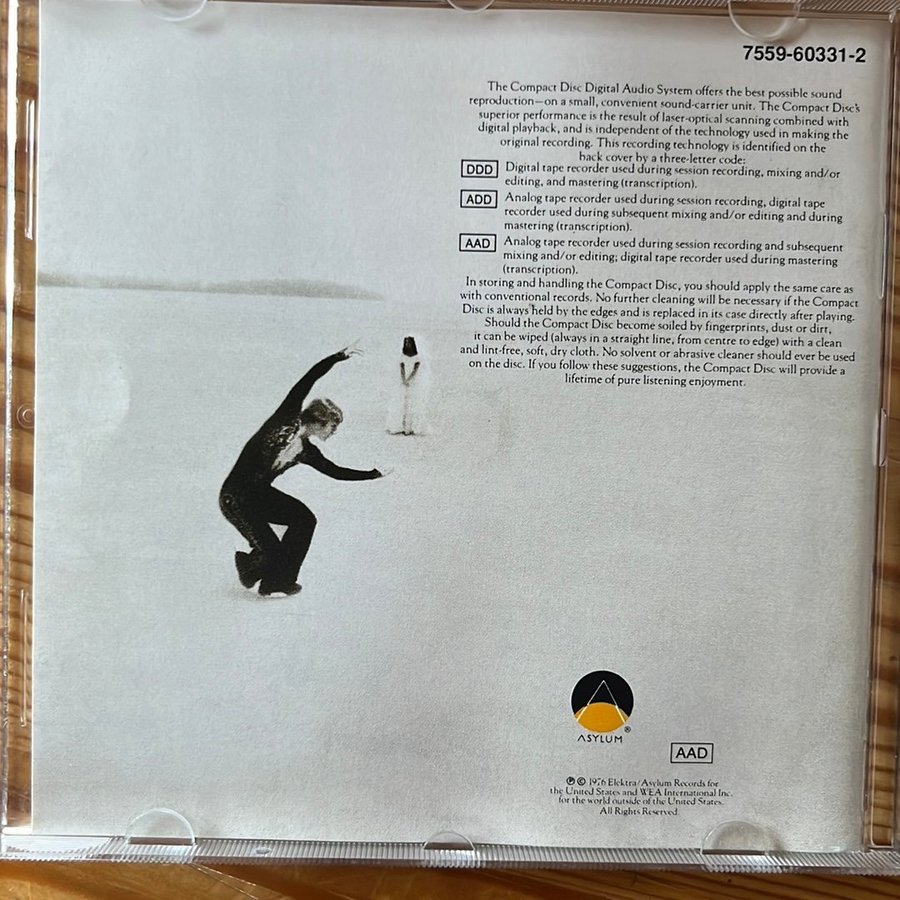 7559-60331-2
The Compact Disc Digital Audio System offers the best possible sound
reproduction—on a small, convenient sound-carrier unit. The Compact Disc's
superior performance is the result of laser-optical scanning combined with
digital playback, and is independent of the technology used in making the
original recording. This recording technology is identified on the
back cover by a three-letter code:
DDD Digital tape recorder used during session recording, mixing and/or
editing, and mastering (transcription).
ADD Analog tape recorder used during session recording, digital tape
recorder used during subsequent mixing and/or editing and during
mastering (transcription).
AAD Analog tape recorder used during session recording and subsequent
mixing and/or editing; digital tape recorder used during mastering
(transcription).
In storing and handling the Compact Disc, you should apply the same care as
with conventional records. No further cleaning will be necessary if the Compact
Disc is always held by the edges and is replaced in its case directly after playing.
Should the Compact Disc become soiled by fingerprints, dust or dirt,
it can be wiped (always in a straight line, from centre to edge) with a clean
and lint-free, soft, dry cloth. No solvent or abrasive cleaner should ever be used
on the disc. If you follow these suggestions, the Compact Disc will provide a
lifetime of pure listening enjoyment.
ASYLUM ®
AAD
℗ © 1976 Elektra/Asylum Records for
the United States and WEA International Inc.
for the world outside of the United States.
All Rights Reserved.